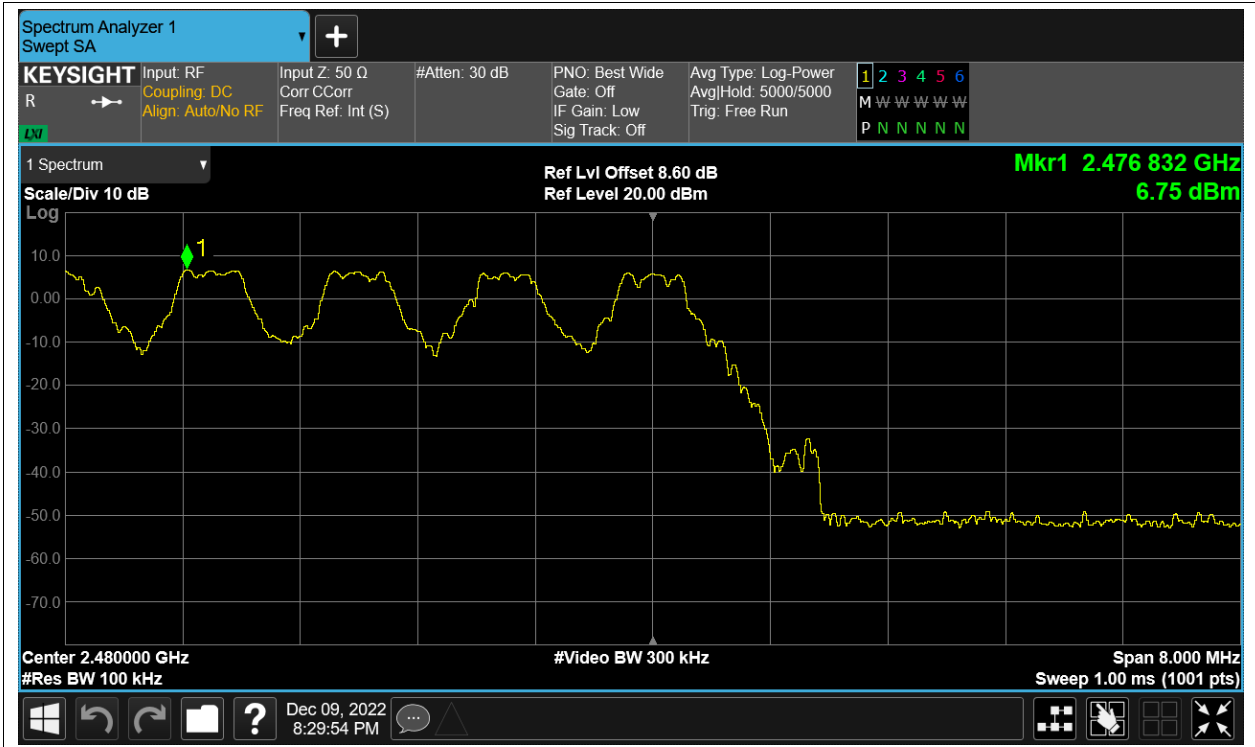 Spectrum Analyzer 1
Swept SA
KEYSIGHT
R
LXI
Input: RF
Coupling: DC
Align: Auto/No RF
Input Z: 50 Ω
Corr CCorr
Freq Ref: Int (S)
#Atten: 30 dB
PNO: Best Wide
Gate: Off
IF Gain: Low
Sig Track: Off
Avg Type: Log-Power
Avg|Hold: 5000/5000
Trig: Free Run
1 2 3 4 5 6
M W W W W W
P N N N N N
1 Spectrum
Scale/Div 10 dB
Log
Ref Lvl Offset 8.60 dB
Ref Level 20.00 dBm
Mkr1 2.476 832 GHz
6.75 dBm
1
10.0
0.00
-10.0
-20.0
-30.0
-40.0
-50.0
-60.0
-70.0
Center 2.480000 GHz
#Res BW 100 kHz
#Video BW 300 kHz
Span 8.000 MHz
Sweep 1.00 ms (1001 pts)
?
Dec 09, 2022
8:29:54 PM